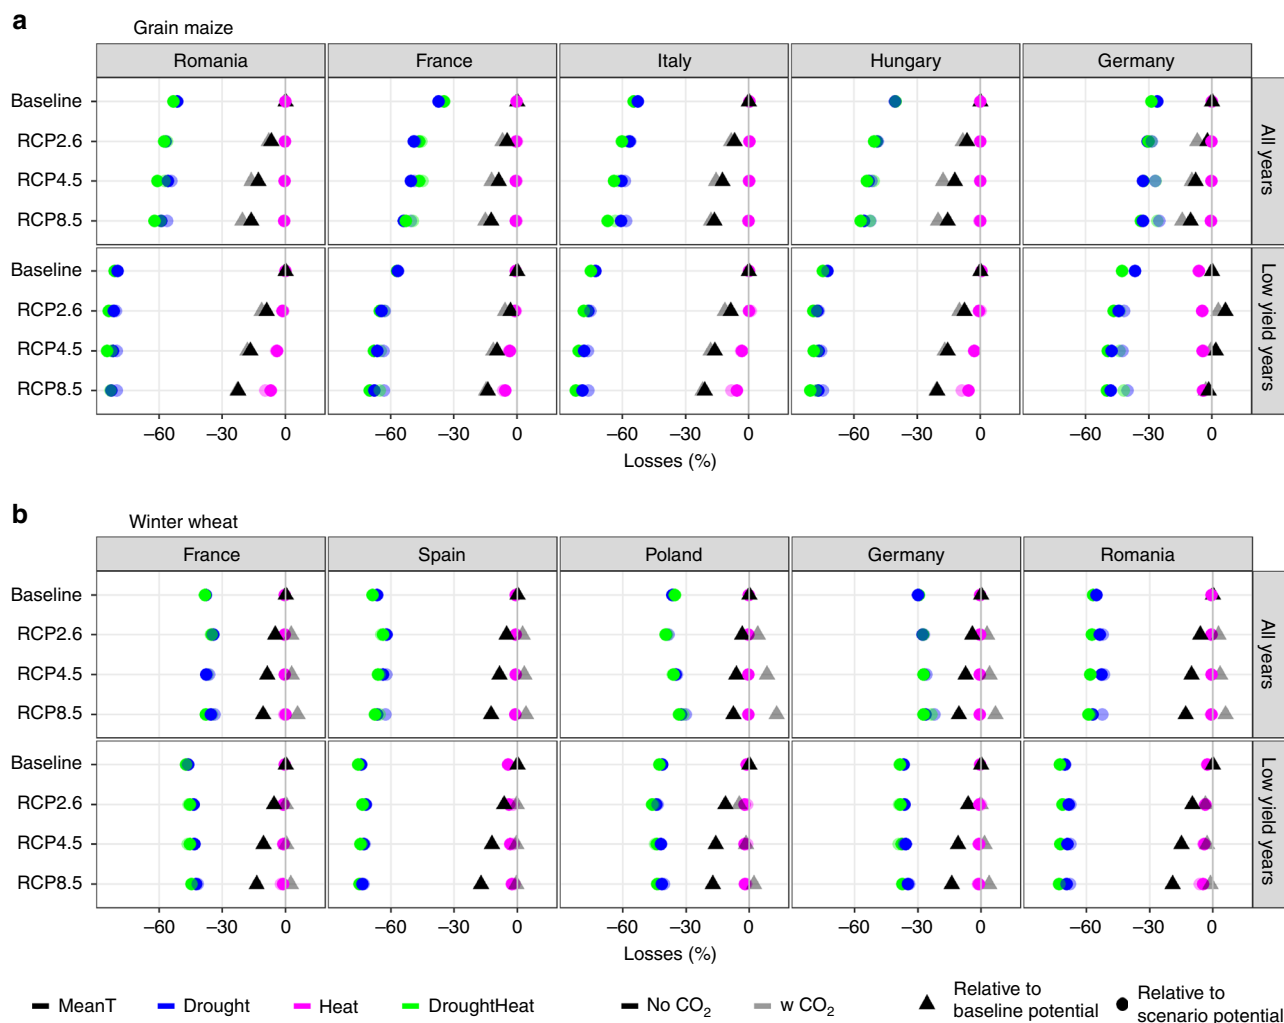 a
Grain maize
Romania France Italy Hungary Germany
Baseline
RCP2.6
RCP4.5
RCP8.5
All years
Baseline
RCP2.6
RCP4.5
RCP8.5
Low yield years
−60 −30 0 −60 −30 0 −60 −30 0 −60 −30 0 −60 −30 0
Losses (%)
b
Winter wheat
France Spain Poland Germany Romania
Baseline
RCP2.6
RCP4.5
RCP8.5
All years
Baseline
RCP2.6
RCP4.5
RCP8.5
Low yield years
−60 −30 0 −60 −30 0 −60 −30 0 −60 −30 0 −60 −30 0
Losses (%)
MeanT Drought Heat DroughtHeat No CO₂ w CO₂
Relative to
baseline potential
Relative to
scenario potential